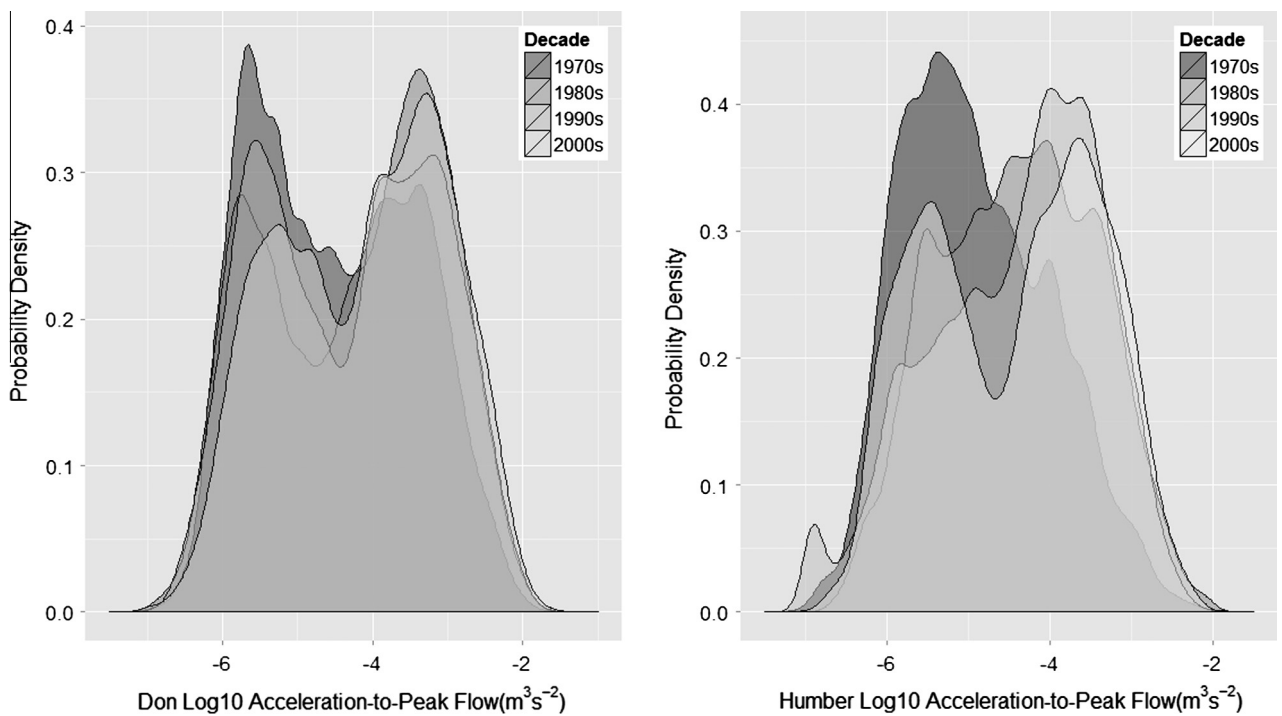 0.4
0.3
0.2
0.1
0.0
Probability Density
Decade
1970s
1980s
1990s
2000s
-6
-4
-2
Don Log10 Acceleration-to-Peak Flow(m³s⁻²)
0.4
0.3
0.2
0.1
0.0
Probability Density
Decade
1970s
1980s
1990s
2000s
-6
-4
-2
Humber Log10 Acceleration-to-Peak Flow(m³s⁻²)